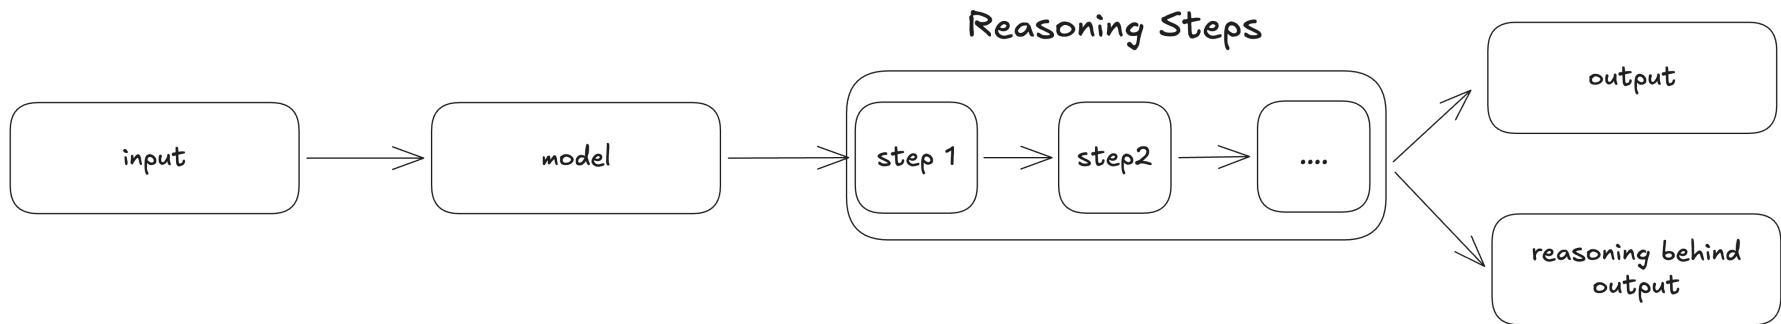 Reasoning Steps
input
model
step 1
step2
....
output
reasoning behind
output